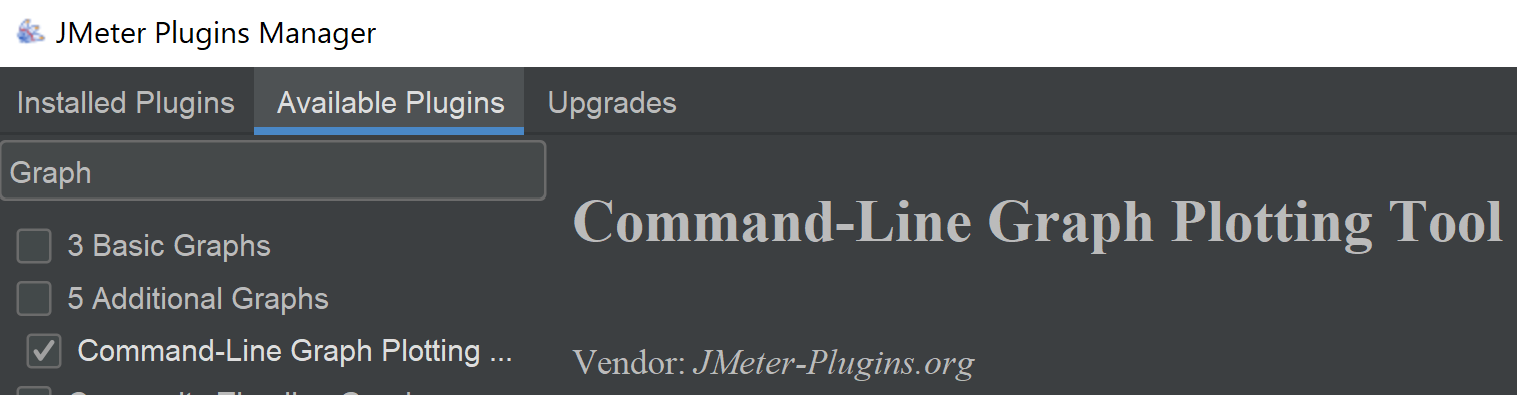 JMeter Plugins Manager
Installed Plugins Available Plugins Upgrades
Graph
3 Basic Graphs
5 Additional Graphs
Command-Line Graph Plotting ...
Command-Line Graph Plotting Tool
Vendor: JMeter-Plugins.org